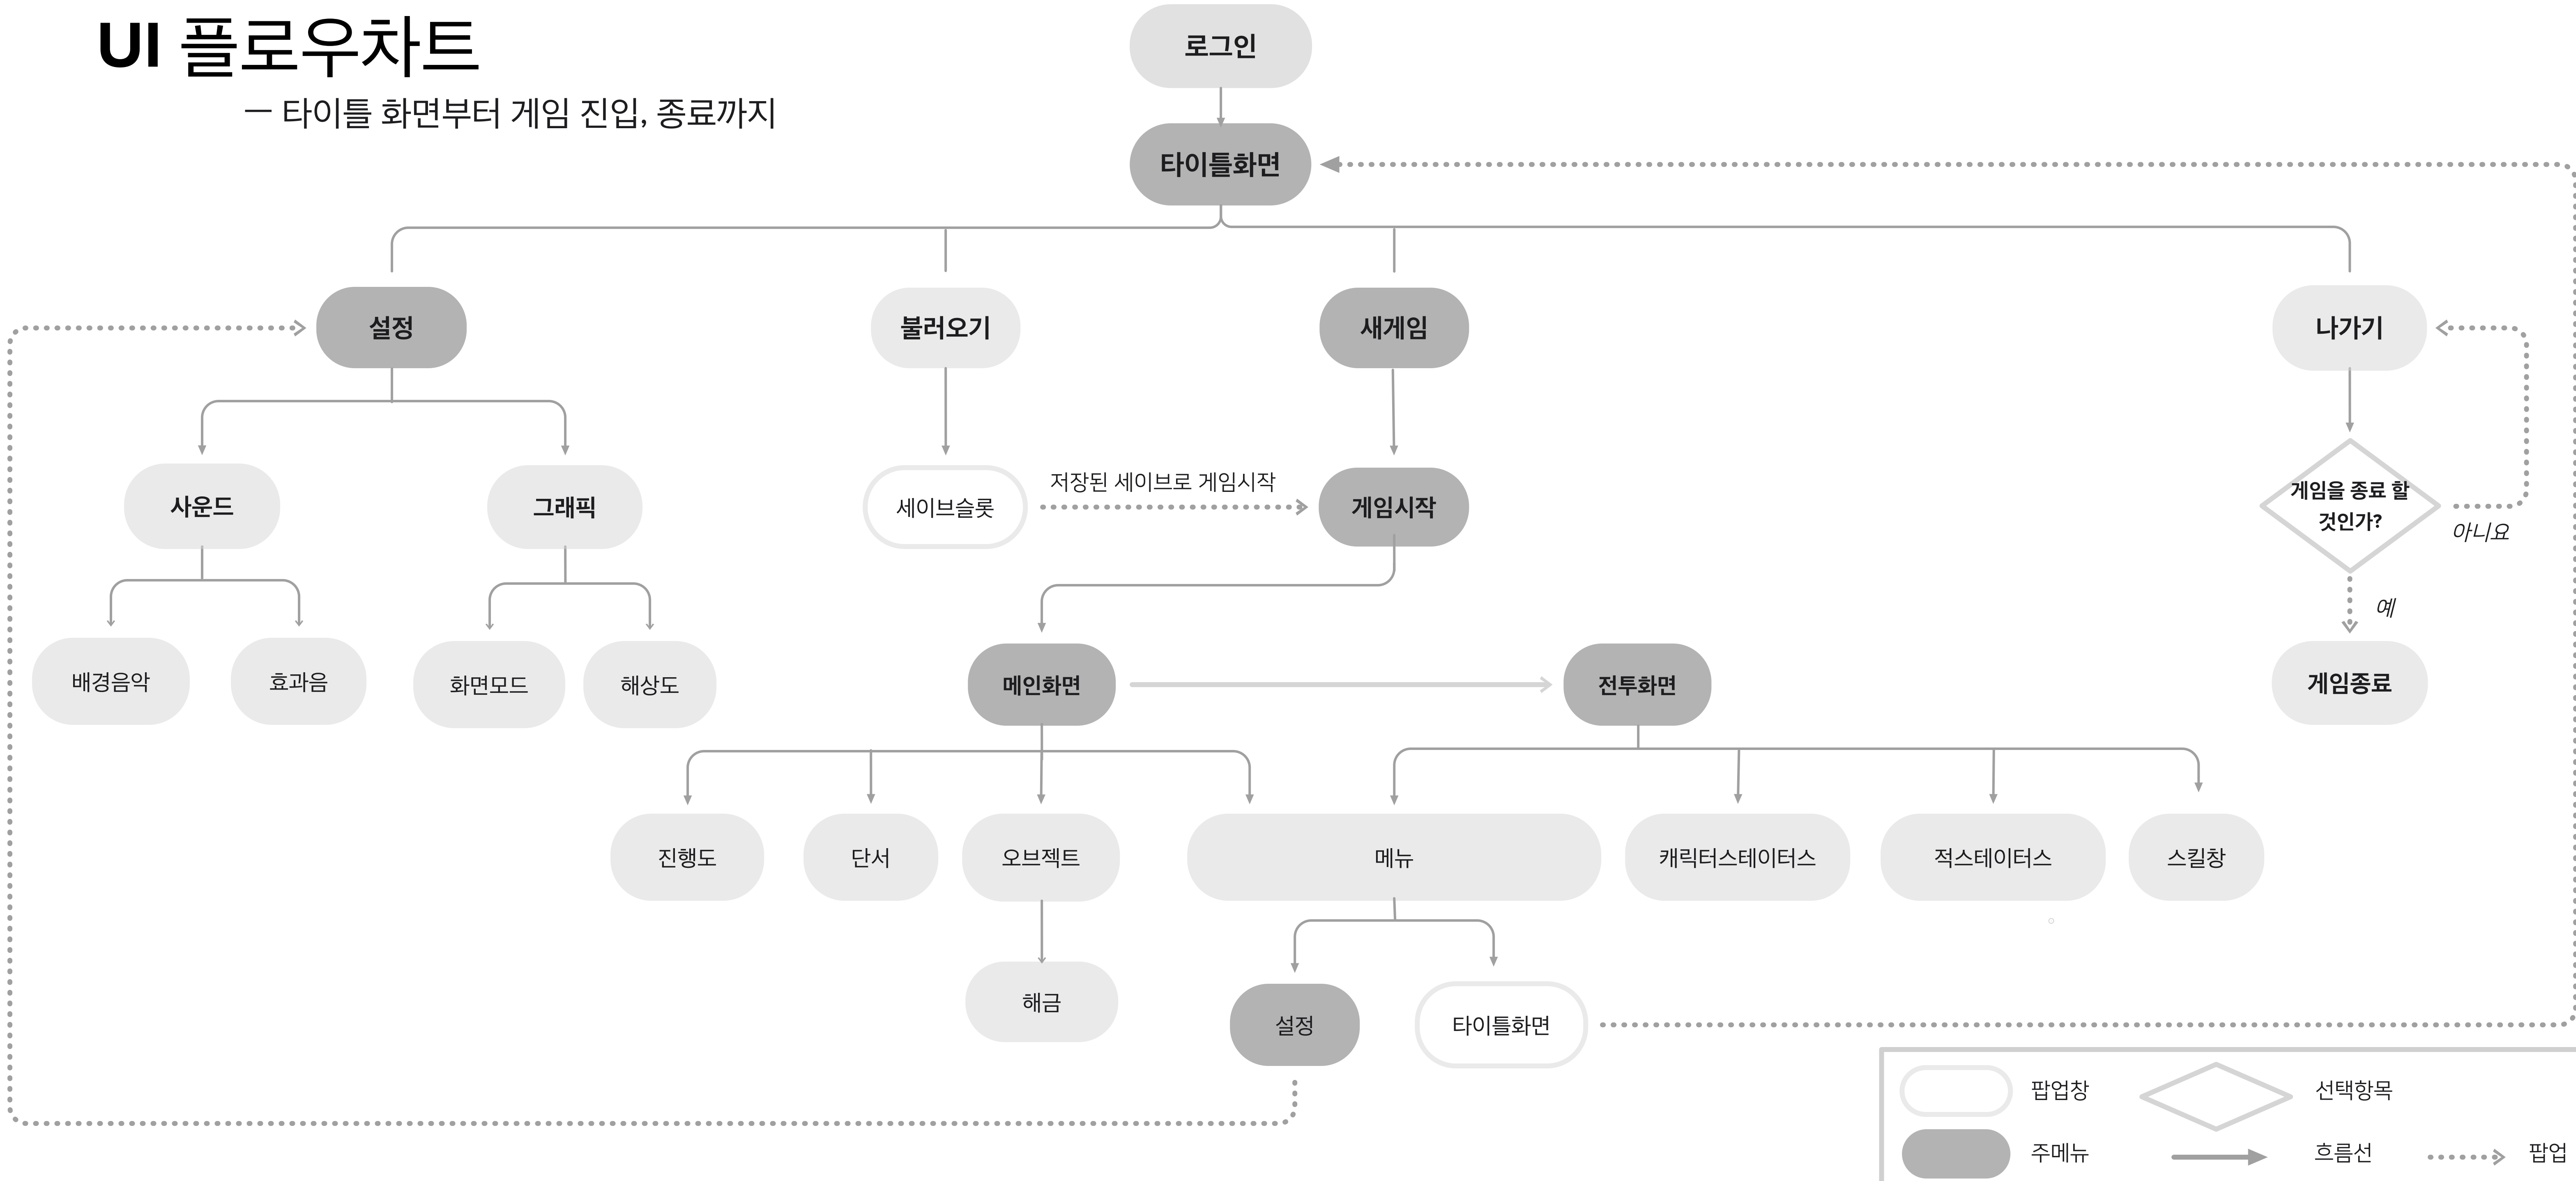 UI 플로우차트
— 타이틀 화면부터 게임 진입, 종료까지
로그인
타이틀화면
설정
불러오기
새게임
나가기
사운드
그래픽
세이브슬롯
저장된 세이브로 게임시작
게임시작
게임을 종료 할
것인가?
아니요
예
배경음악
효과음
화면모드
해상도
메인화면
전투화면
게임종료
진행도
단서
오브젝트
메뉴
캐릭터스테이터스
적스테이터스
스킬창
해금
설정
타이틀화면
팝업창
선택항목
주메뉴
흐름선
팝업